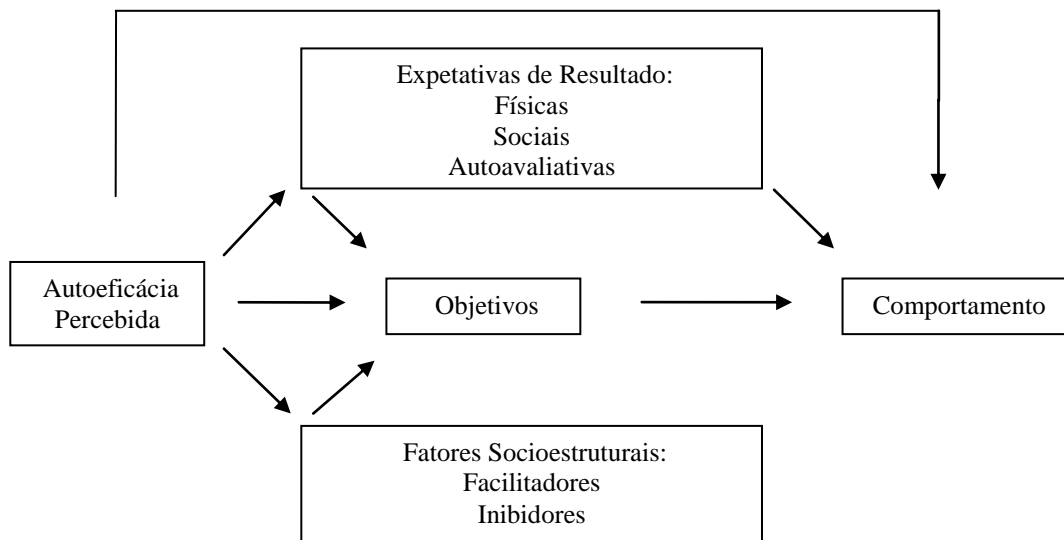 Expetativas de Resultado:
Físicas
Sociais
Autoavaliativas
Autoeficácia
Percebida
Objetivos
Comportamento
Fatores Socioestruturais:
Facilitadores
Inibidores